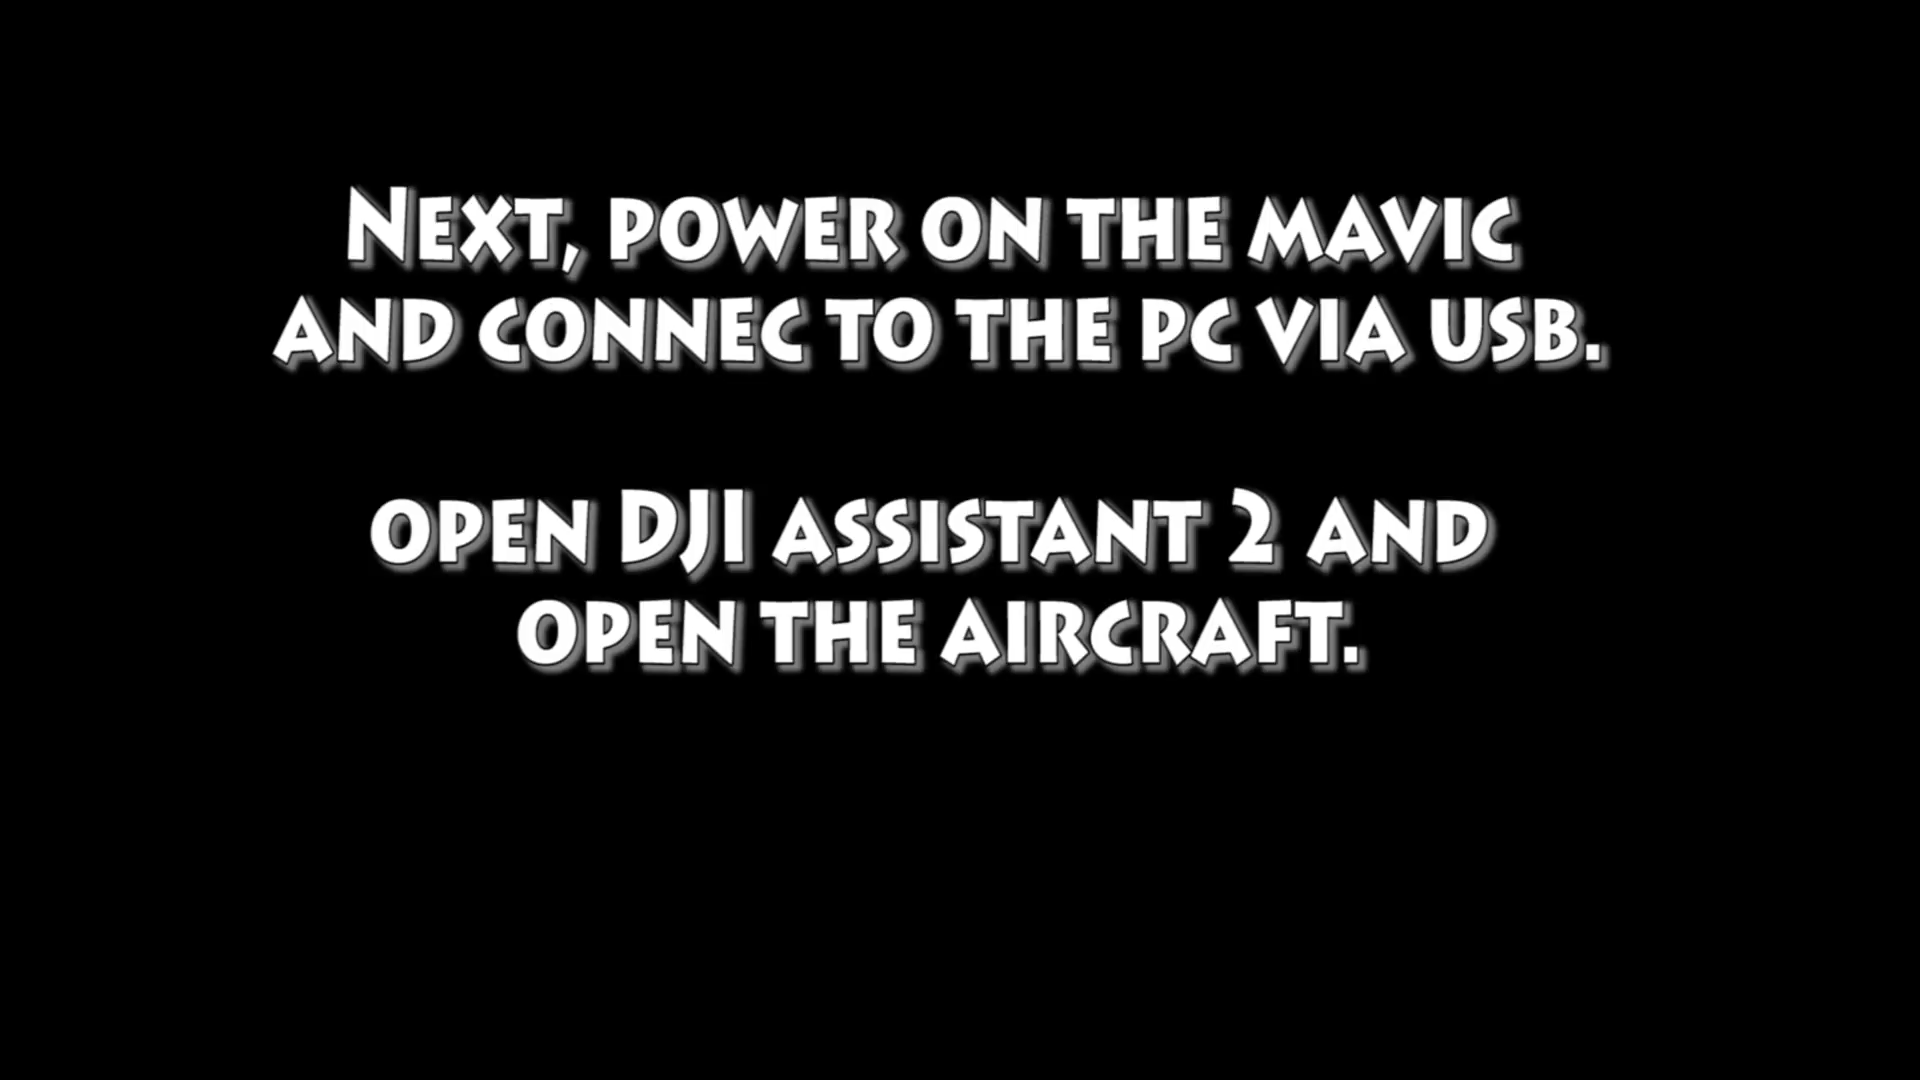 Next, power on the mavic
and connec to the pc via usb.
open DJI assistant 2 and
open the aircraft.